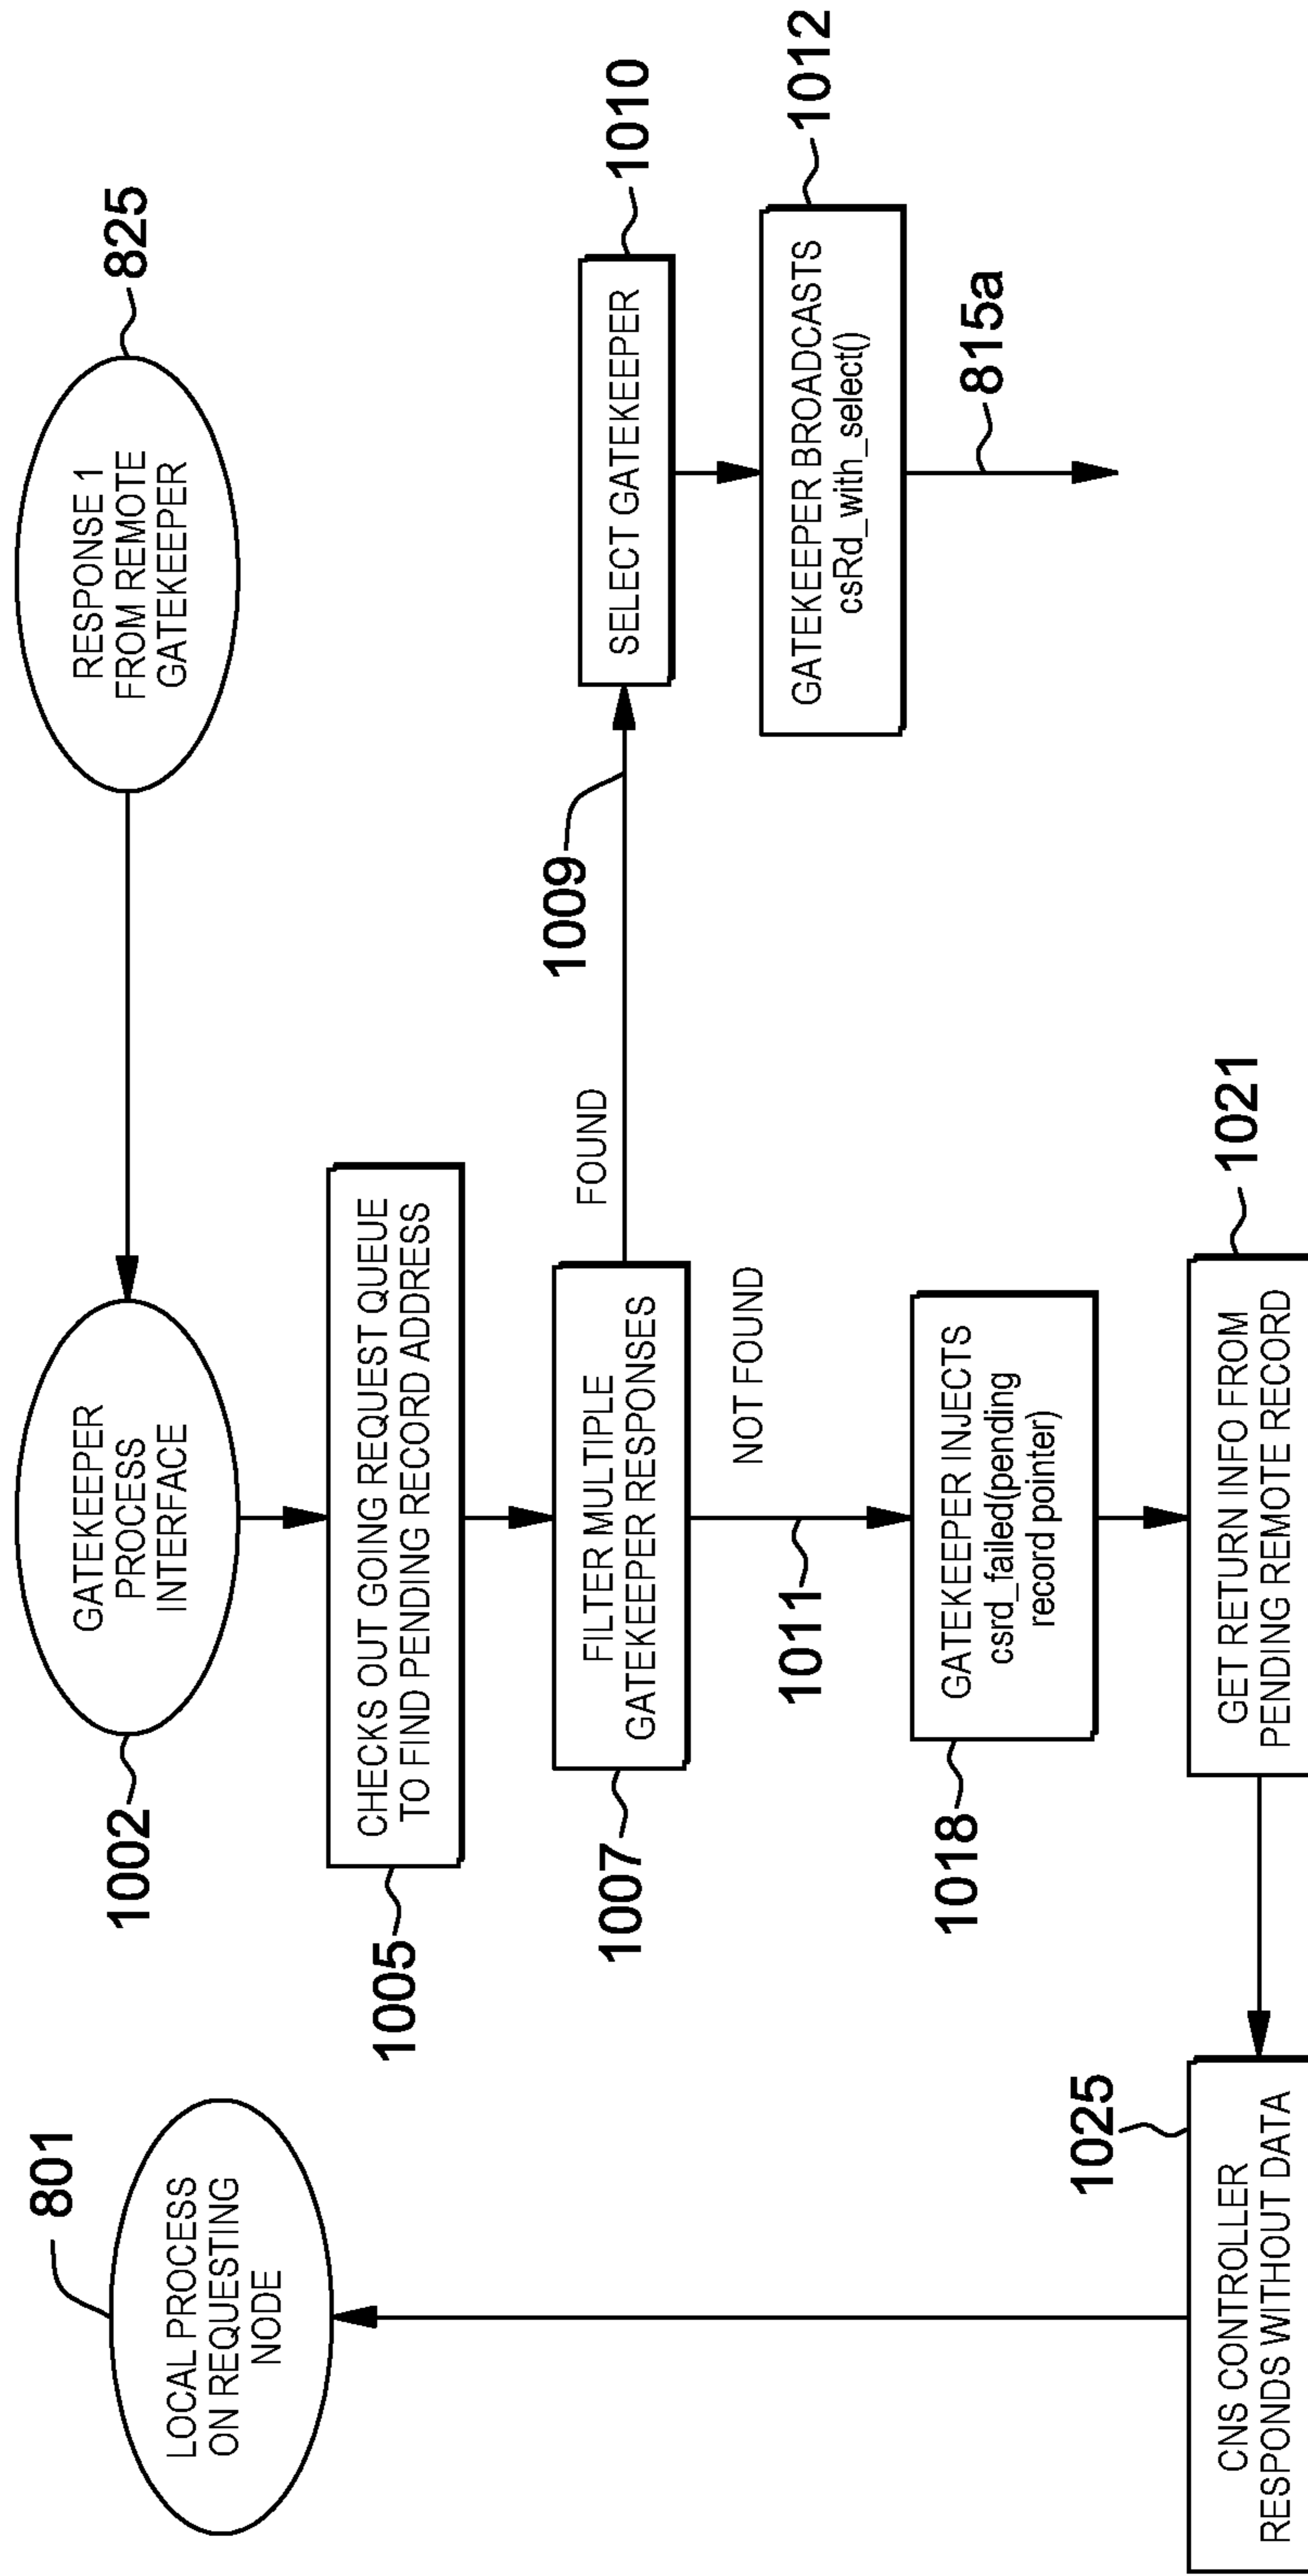 LOCAL PROCESS
ON REQUESTING
NODE
801
GATEKEEPER
PROCESS
INTERFACE
1002
RESPONSE 1
FROM REMOTE
GATEKEEPER
825
CHECKS OUT GOING REQUEST QUEUE
TO FIND PENDING RECORD ADDRESS
1005
FILTER MULTIPLE
GATEKEEPER RESPONSES
1007
FOUND
1009
SELECT GATEKEEPER
1010
GATEKEEPER BROADCASTS
csRd_with_select()
1012
815a
NOT FOUND
1011
GATEKEEPER INJECTS
csrd_failed(pending
record pointer)
1018
GET RETURN INFO FROM
PENDING REMOTE RECORD
1021
CNS CONTROLLER
RESPONDS WITHOUT DATA
1025